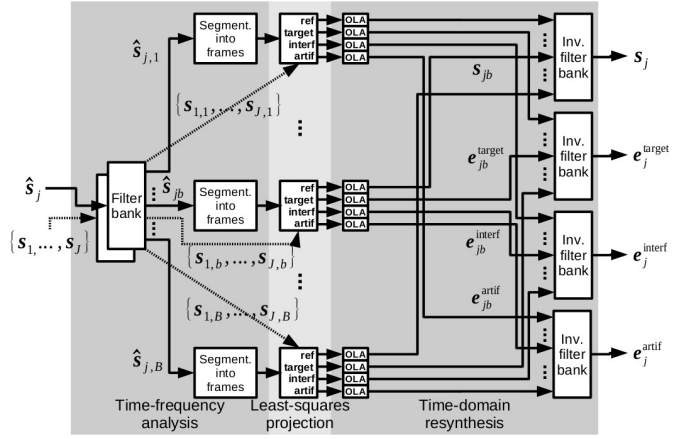 Segment.
into
frames
ref
target
interf
artif
OLA
OLA
OLA
OLA
Inv.
filter
bank
s_j
ŝ_{j,1}
{s_{1,1},...,s_{J,1}}
s_{jb}
ŝ_j
Filter
bank
ŝ_{jb}
{s_1,...,s_J}
Segment.
into
frames
ref
target
interf
artif
OLA
OLA
OLA
OLA
e_{jb}^{target}
Inv.
filter
bank
e_j^{target}
{s_{1,b},...,s_{J,b}}
e_{jb}^{interf}
Inv.
filter
bank
e_j^{interf}
{s_{1,B},...,s_{J,B}}
e_{jb}^{artif}
ŝ_{j,B}
Segment.
into
frames
ref
target
interf
artif
OLA
OLA
OLA
OLA
Inv.
filter
bank
e_j^{artif}
Time-frequency
analysis
Least-squares
projection
Time-domain
resynthesis